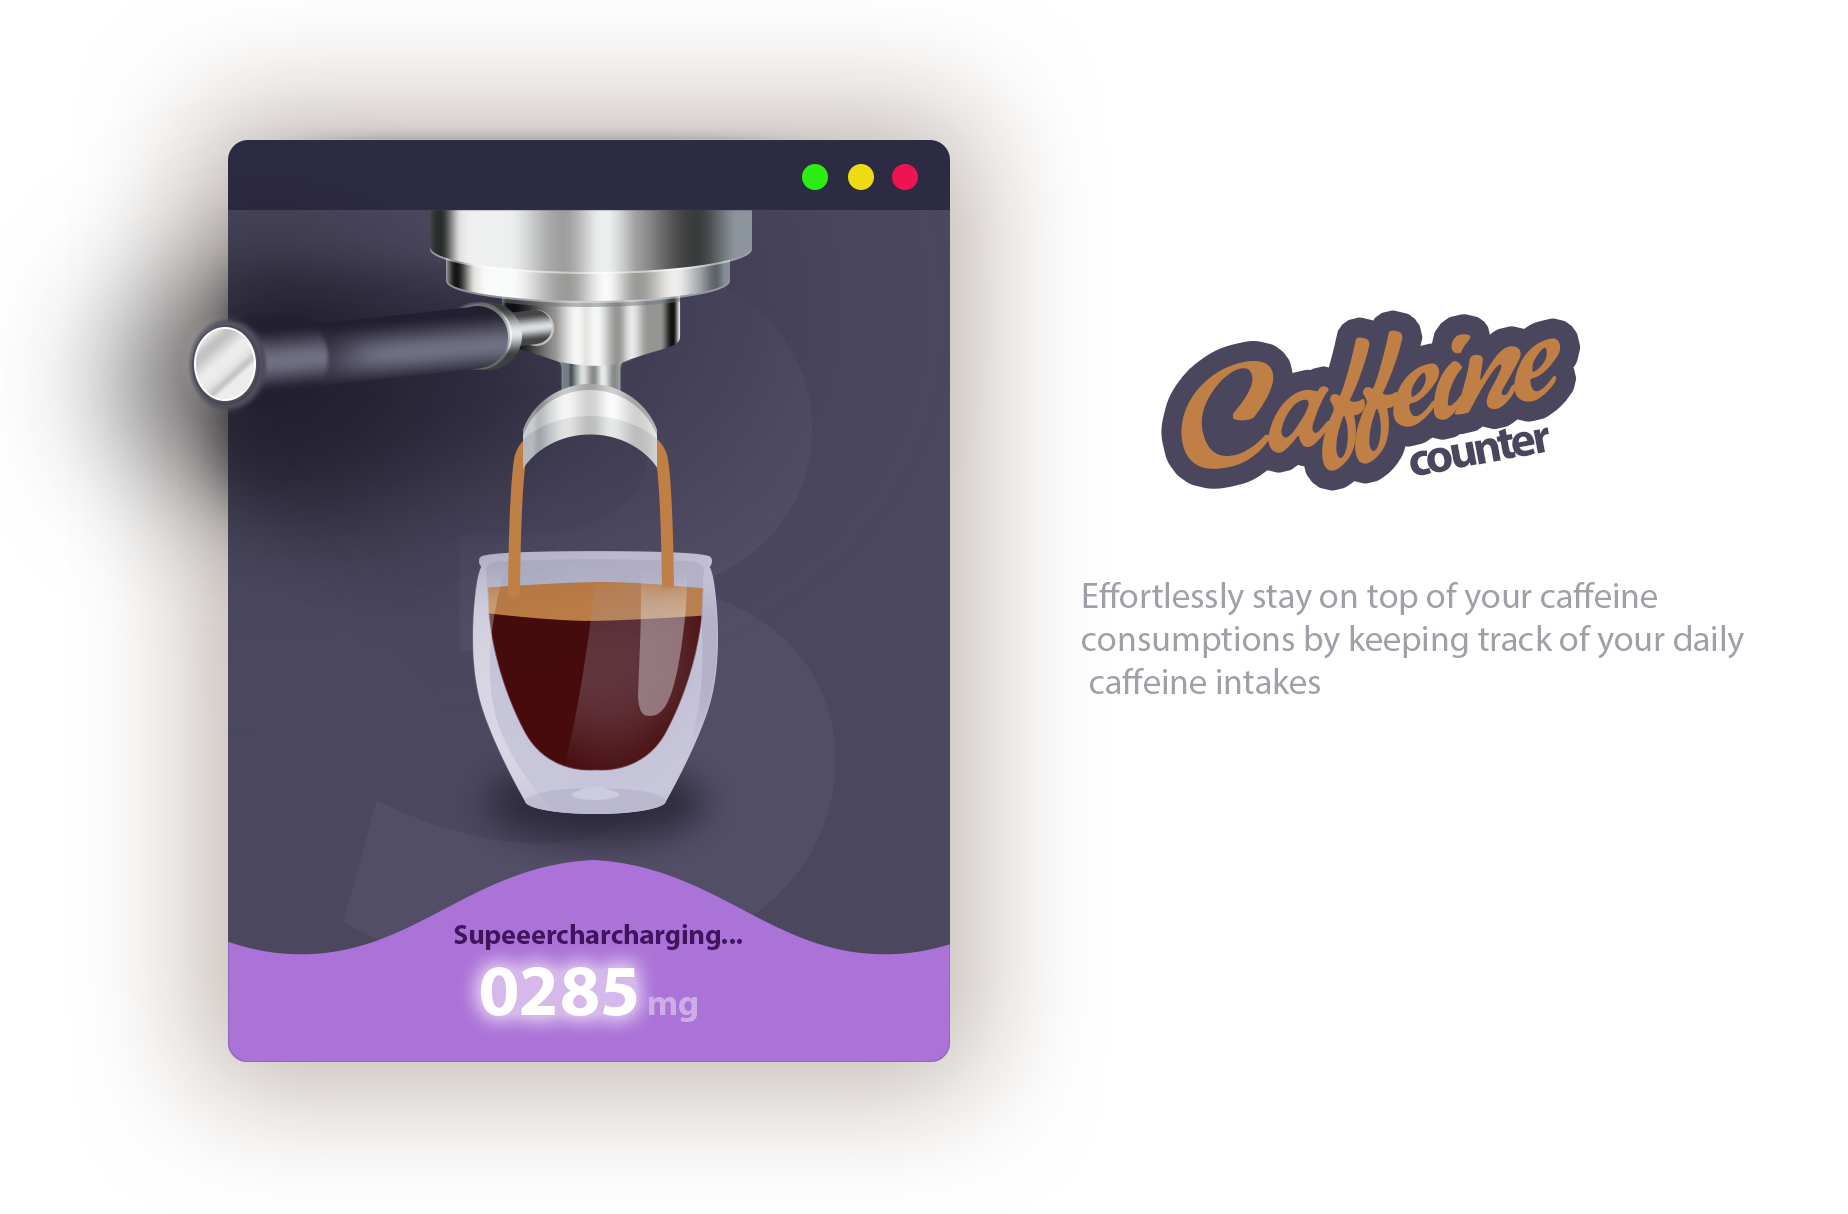 Caffeine
counter
Effortlessly stay on top of your caffeine
consumptions by keeping track of your daily
caffeine intakes
3
Supeeercharcharging...
0285 mg